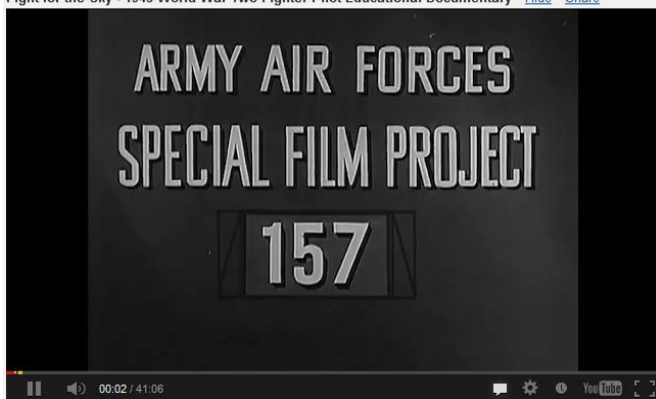 Fight for the Sky - 1945 World War Two Fighter Pilot Educational Documentary Hide Share
ARMY AIR FORCES
SPECIAL FILM PROJECT
157
00:02 / 41:06 YouTube